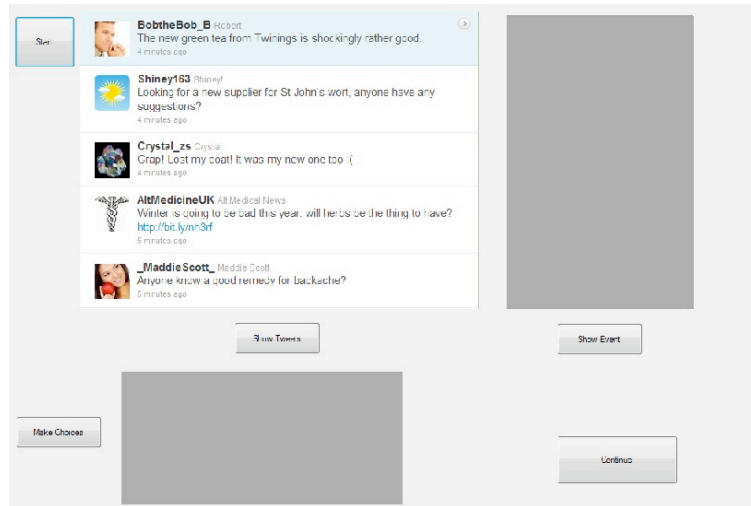 Start
BobtheBob_B Robert
The new green tea from Twinings is shockingly rather good.
4 minutes ago
Shiney163 Shiney!
Looking for a new supplier for St John's wort, anyone have any
suggestions?
4 minutes ago
Crystal_zs Crystal
Crap! Lost my coat! It was my new one too :(
4 minutes ago
AltMedicineUK Alt Medical News
Winter is going to be bad this year. will herbs be the thing to have?
http://bit.ly/nh3rf
5 minutes ago
_MaddieScott_ Maddie Scott
Anyone know a good remedy for backache?
5 minutes ago
Show Tweets
Show Event
Make Choices
Continue